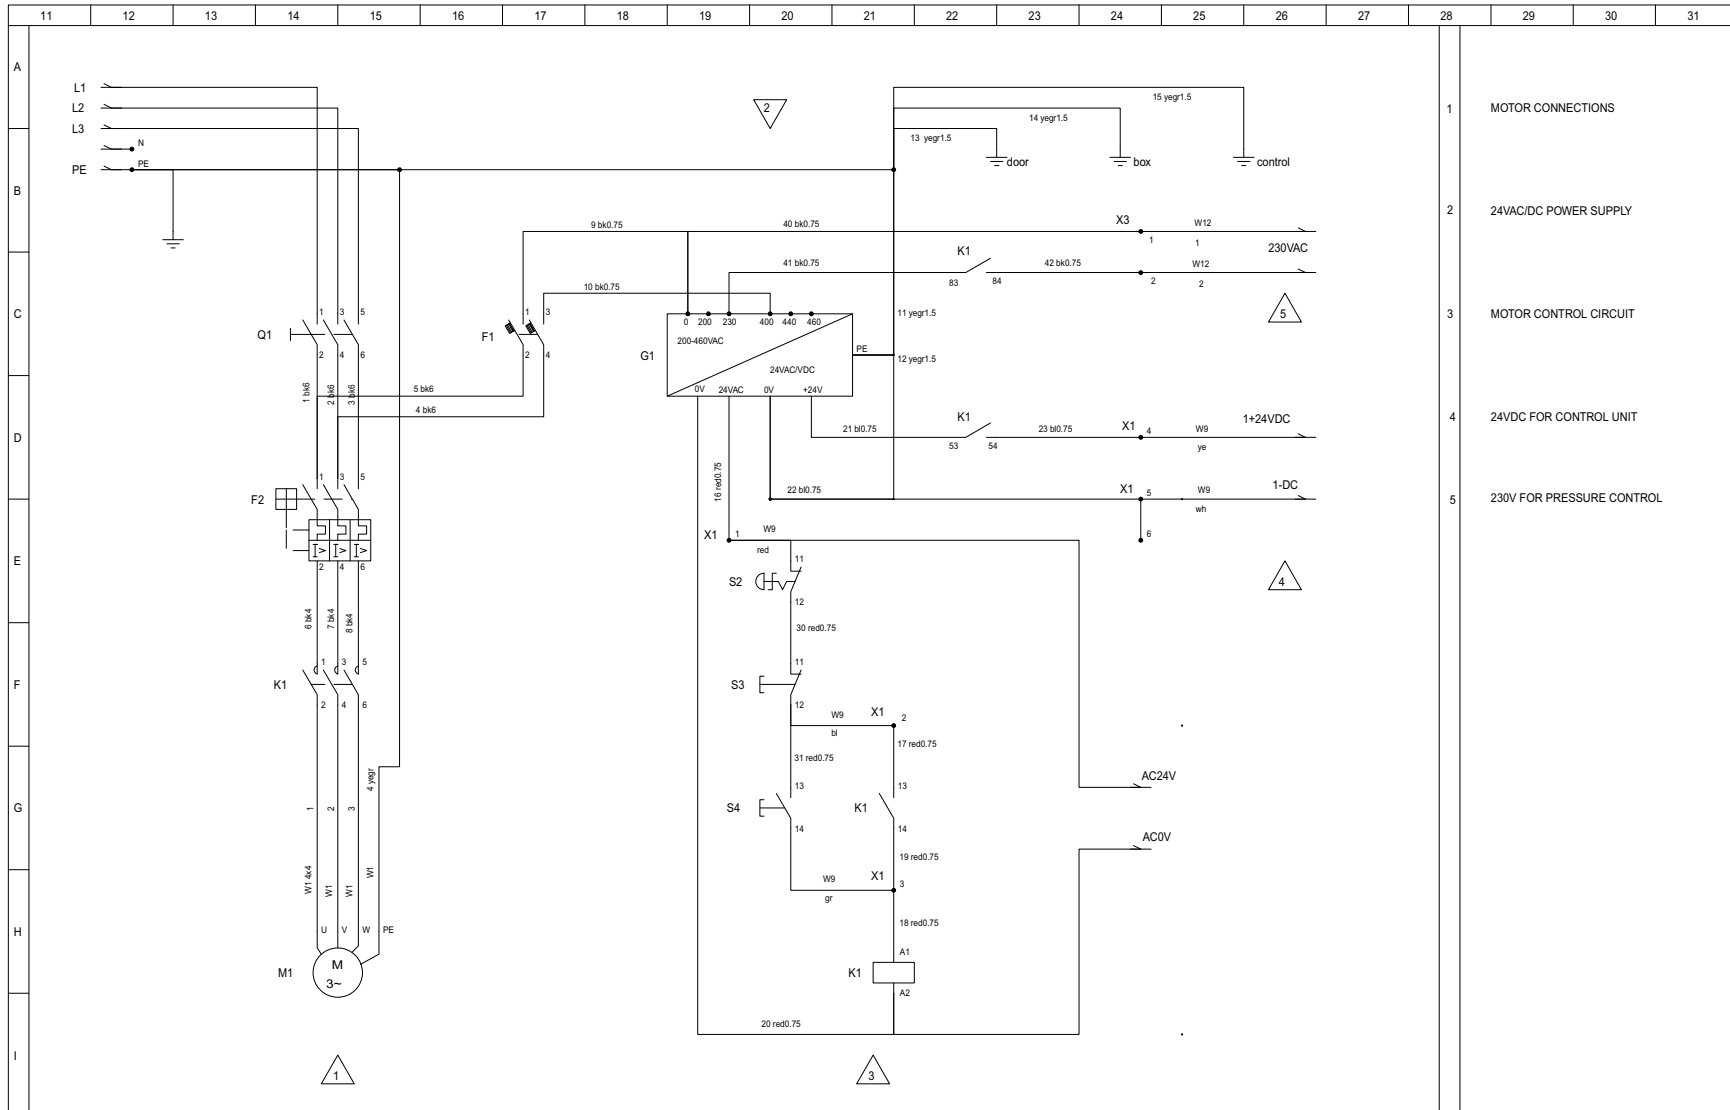 11 12 13 14 15 16 17 18 19 20 21 22 23 24 25 26 27 28 29 30 31
A
L1
L2
L3
N
PE PE
2
15 yegr1.5
14 yegr1.5
13 yegr1.5
door box control
1 MOTOR CONNECTIONS
B
9 bk0.75 40 bk0.75 X3 W12
1 1 230VAC
2 24VAC/DC POWER SUPPLY
41 bk0.75 K1 42 bk0.75 W12
83 84 2 2
10 bk0.75
C
Q1 1 3 5
2 4 6
F1 1 3
2 4
G1 0 200 230 400 440 460
200-460VAC
24VAC/VDC
0V 24VAC 0V +24V
PE
11 yegr1.5
12 yegr1.5
5
3 MOTOR CONTROL CIRCUIT
1 bk6
2 bk6
3 bk6
5 bk6
4 bk6
D
21 bl0.75 K1 23 bl0.75 X1 4 W9 1+24VDC
53 54 ye
4 24VDC FOR CONTROL UNIT
16 red0.75
22 bl0.75 X1 5 W9 1-DC
wh
6
5 230V FOR PRESSURE CONTROL
F2 1 3 5
I> I> I>
2 4 6
E
X1 1 W9
red
S2 11
12
4
30 red0.75
6 bk4
7 bk4
8 bk4
F
K1 1 3 5
2 4 6
S3 11
12
W9 X1 2
bl
17 red0.75
31 red0.75
4 yegr
G
1
2
3
S4 13
14
K1 13
14
AC24V
AC0V
19 red0.75
W1 4x4
W1
W1
W1
W9 X1 3
gr
H
18 red0.75
U V W PE
M1 M
3~
K1 A1
A2
20 red0.75
I
1
3